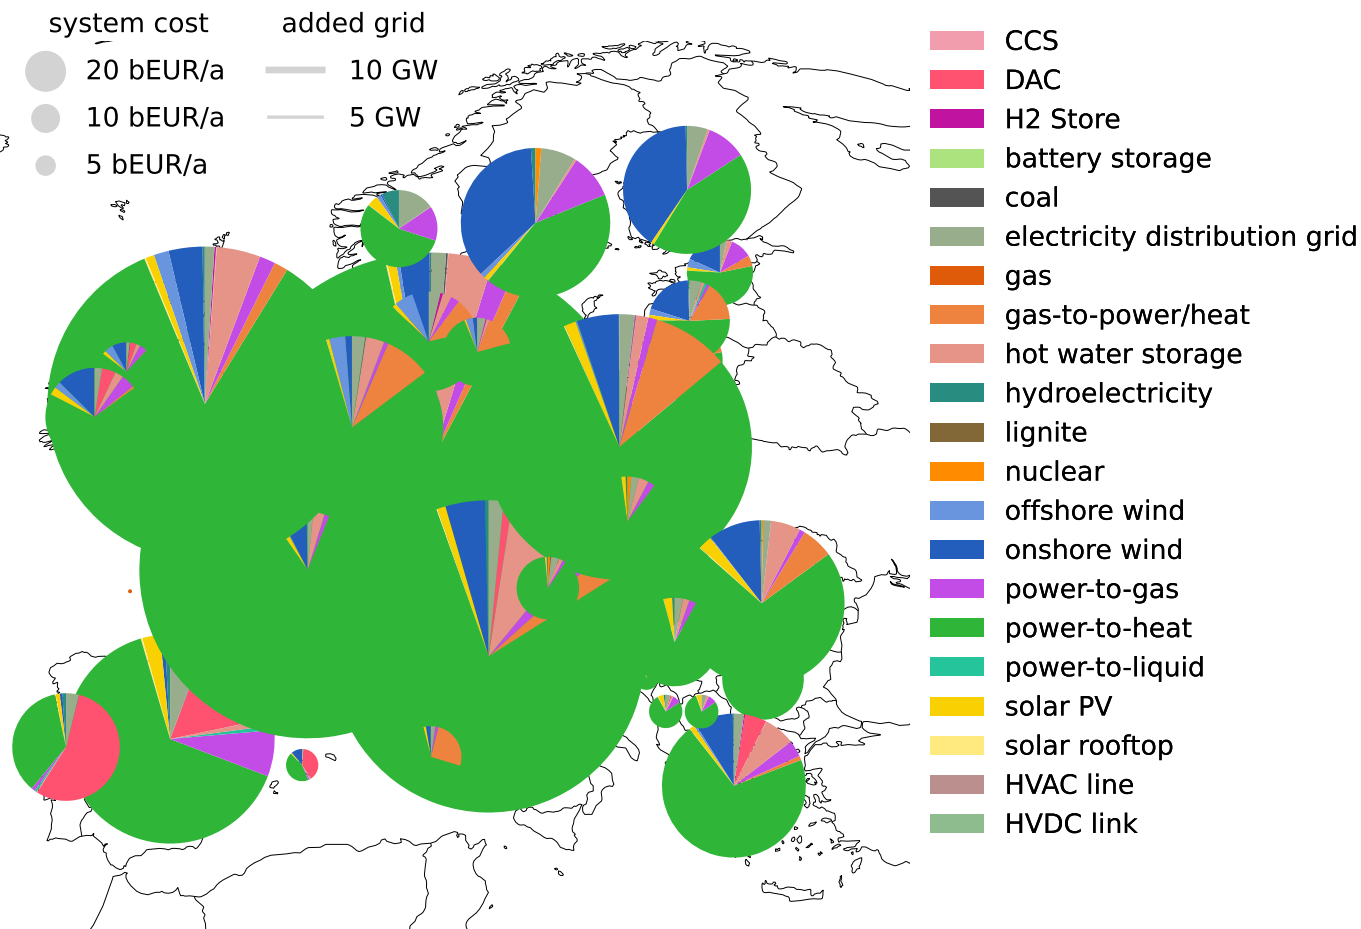 system cost
added grid
20 bEUR/a
10 GW
10 bEUR/a
5 GW
5 bEUR/a
CCS
DAC
H2 Store
battery storage
coal
electricity distribution grid
gas
gas-to-power/heat
hot water storage
hydroelectricity
lignite
nuclear
offshore wind
onshore wind
power-to-gas
power-to-heat
power-to-liquid
solar PV
solar rooftop
HVAC line
HVDC link